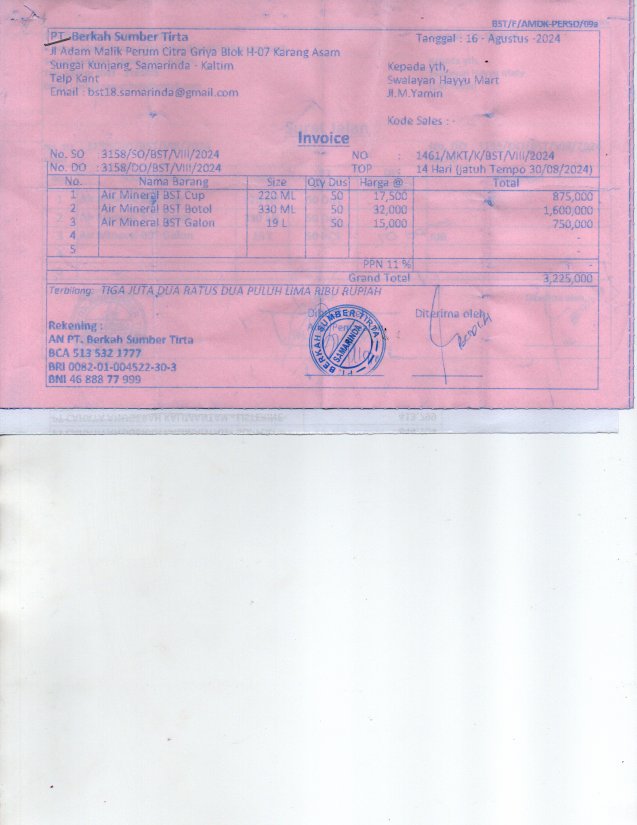 BST/F/AMDK-PERSO/09a
PT. Berkah Sumber Tirta
Tanggal : 16 - Agustus -2024
Jl Adam Malik Perum Citra Griya Blok H-07 Karang Asam
Sungai Kunjang, Samarinda - Kaltim
Kepada yth,
Telp Kant
Swalayan Hayyu Mart
Email : bst18.samarinda@gmail.com
Jl.M.Yamin
Kode Sales : -
Invoice
No. SO : 3158/SO/BST/VIII/2024 NO : 1461/MKT/K/BST/VIII/2024
No. DO : 3158/DO/BST/VIII/2024 TOP : 14 Hari (Jatuh Tempo 30/08/2024)
No. Nama Barang Size Qty Dus Harga @ Total
1 Air Mineral BST Cup 220 ML 50 17,500 875,000
2 Air Mineral BST Botol 330 ML 50 32,000 1,600,000
3 Air Mineral BST Galon 19 L 50 15,000 750,000
4 -
5 -
PPN 11 % -
Grand Total 3,225,000
Terbilang: TIGA JUTA DUA RATUS DUA PULUH LIMA RIBU RUPIAH
Diterima oleh,
Rekening :
AN PT. Berkah Sumber Tirta
BCA 513 532 1777
BRI 0082-01-004522-30-3
BNI 46 888 77 999
PT. BERKAH SUMBER TIRTA
SAMARINDA